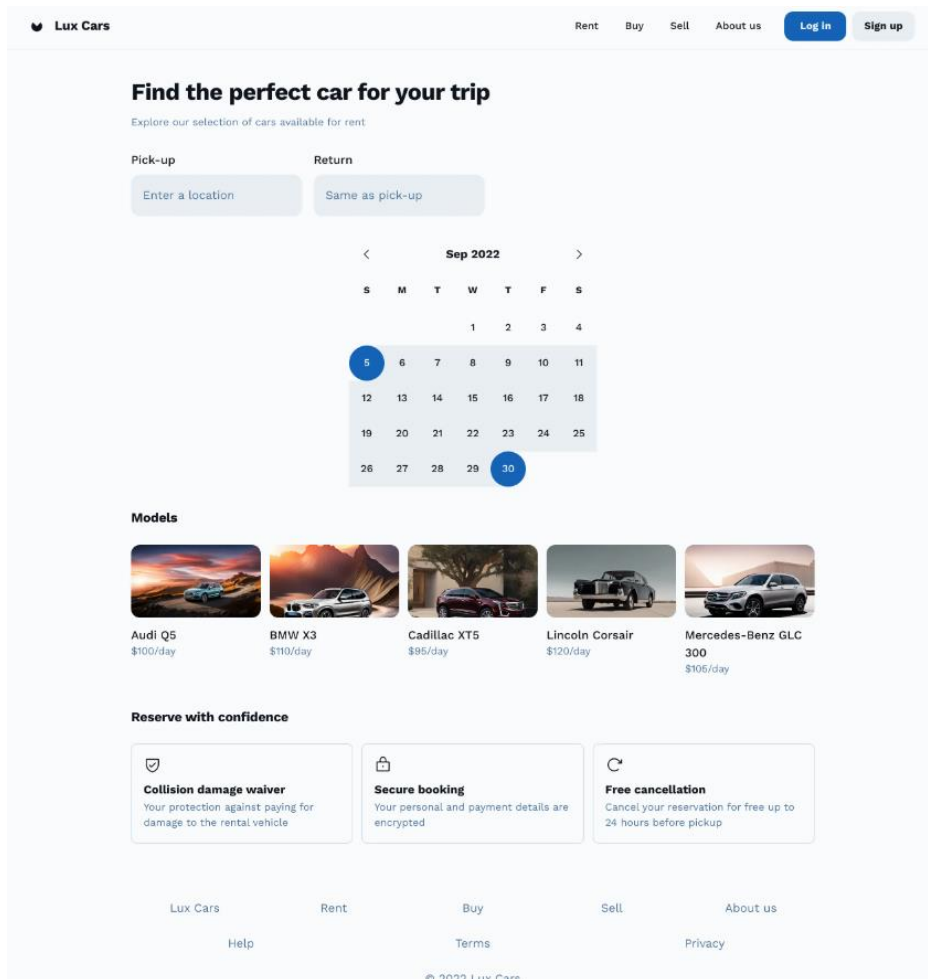 Lux Cars
Rent Buy Sell About us Log in Sign up
Find the perfect car for your trip
Explore our selection of cars available for rent
Pick-up Return
Enter a location Same as pick-up
Sep 2022
S M T W T F S
1 2 3 4
5 6 7 8 9 10 11
12 13 14 15 16 17 18
19 20 21 22 23 24 25
26 27 28 29 30
Models
Audi Q5
$100/day
BMW X3
$110/day
Cadillac XT5
$95/day
Lincoln Corsair
$120/day
Mercedes-Benz GLC
300
$105/day
Reserve with confidence
Collision damage waiver
Your protection against paying for
damage to the rental vehicle
Secure booking
Your personal and payment details are
encrypted
Free cancellation
Cancel your reservation for free up to
24 hours before pickup
Lux Cars Rent Buy Sell About us
Help Terms Privacy
© 2022 Lux Cars